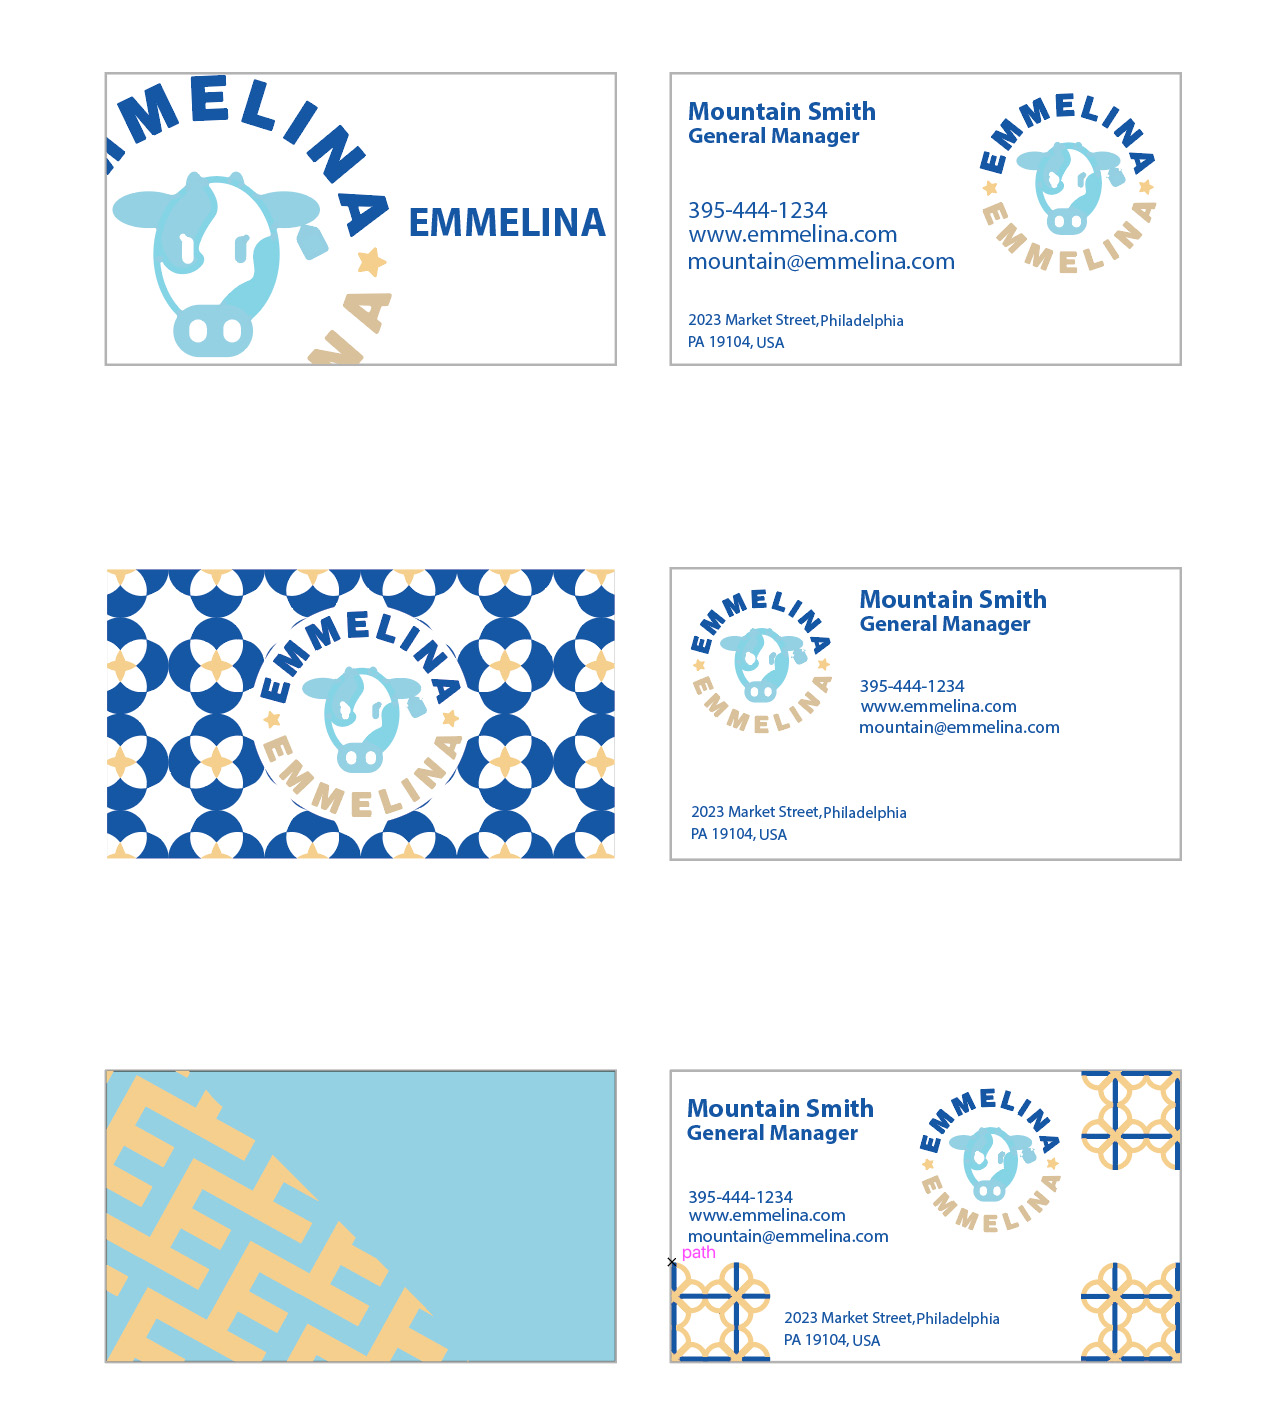 EMMELINA
NA
EMMELINA
Mountain Smith
General Manager
395-444-1234
www.emmelina.com
mountain@emmelina.com
2023 Market Street,Philadelphia
PA 19104, USA
EMMELINA
EMMELINA
EMMELINA
EMMELINA
EMMELINA
EMMELINA
Mountain Smith
General Manager
395-444-1234
www.emmelina.com
mountain@emmelina.com
2023 Market Street,Philadelphia
PA 19104, USA
Mountain Smith
General Manager
EMMELINA
EMMELINA
395-444-1234
www.emmelina.com
mountain@emmelina.com
path
2023 Market Street,Philadelphia
PA 19104, USA